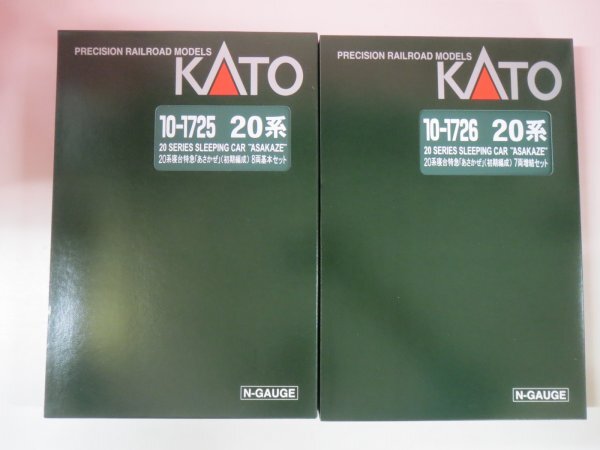 PRECISION RAILROAD MODELS
KATO
10-1725 20系
20 SERIES SLEEPING CAR "ASAKAZE"
20系寝台特急「あさかぜ」(初期編成) 8両基本セット
N-GAUGE
PRECISION RAILROAD MODELS
KATO
10-1726 20系
20 SERIES SLEEPING CAR "ASAKAZE"
20系寝台特急「あさかぜ」(初期編成) 7両増結セット
N-GAUGE